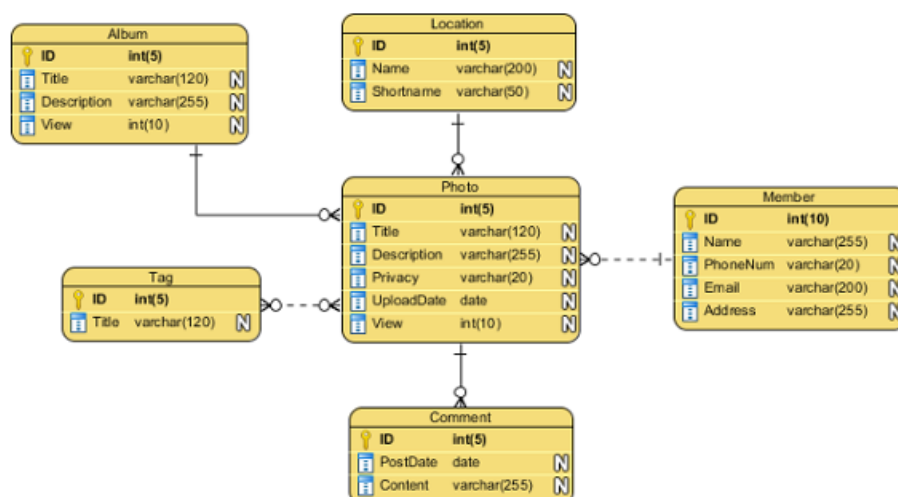 Album
ID int(5)
Title varchar(120) N
Description varchar(255) N
View int(10) N
Location
ID int(5)
Name varchar(200) N
Shortname varchar(50) N
Photo
ID int(5)
Title varchar(120) N
Description varchar(255) N
Privacy varchar(20) N
UploadDate date N
View int(10) N
Member
ID int(10)
Name varchar(255) N
PhoneNum varchar(20) N
Email varchar(200) N
Address varchar(255) N
Tag
ID int(5)
Title varchar(120) N
Comment
ID int(5)
PostDate date N
Content varchar(255) N